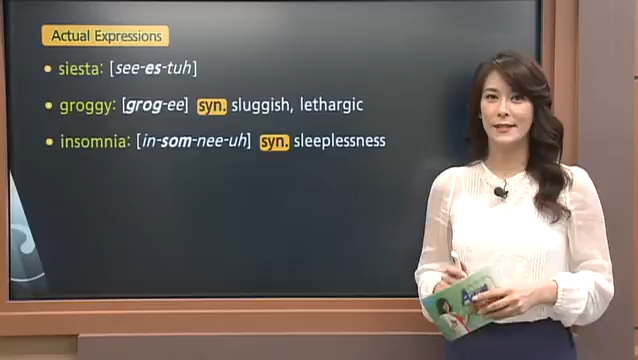 Actual Expressions
• siesta: [see-es-tuh]
• groggy: [grog-ee] syn. sluggish, lethargic
• insomnia: [in-som-nee-uh] syn. sleeplessness